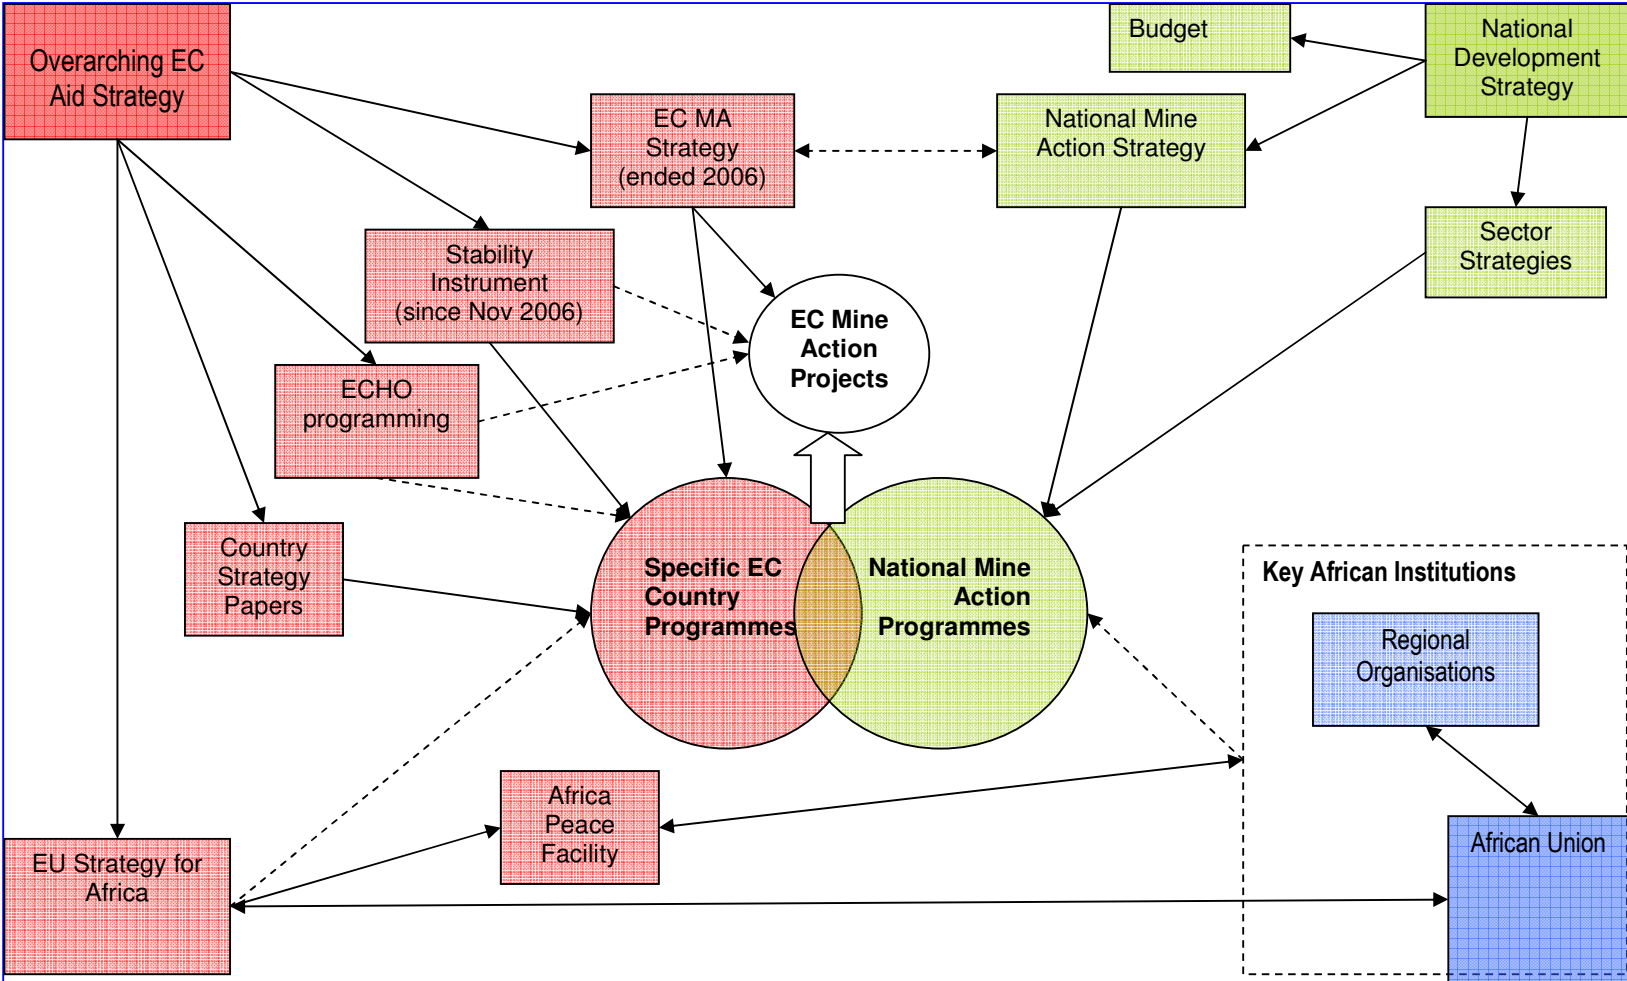 Overarching EC
Aid Strategy
Budget
National
Development
Strategy
EC MA
Strategy
(ended 2006)
National Mine
Action Strategy
Stability
Instrument
(since Nov 2006)
Sector
Strategies
EC Mine
Action
Projects
ECHO
programming
Country
Strategy
Papers
Specific EC
Country
Programmes
National Mine
Action
Programmes
Key African Institutions
Regional
Organisations
Africa
Peace
Facility
EU Strategy for
Africa
African Union